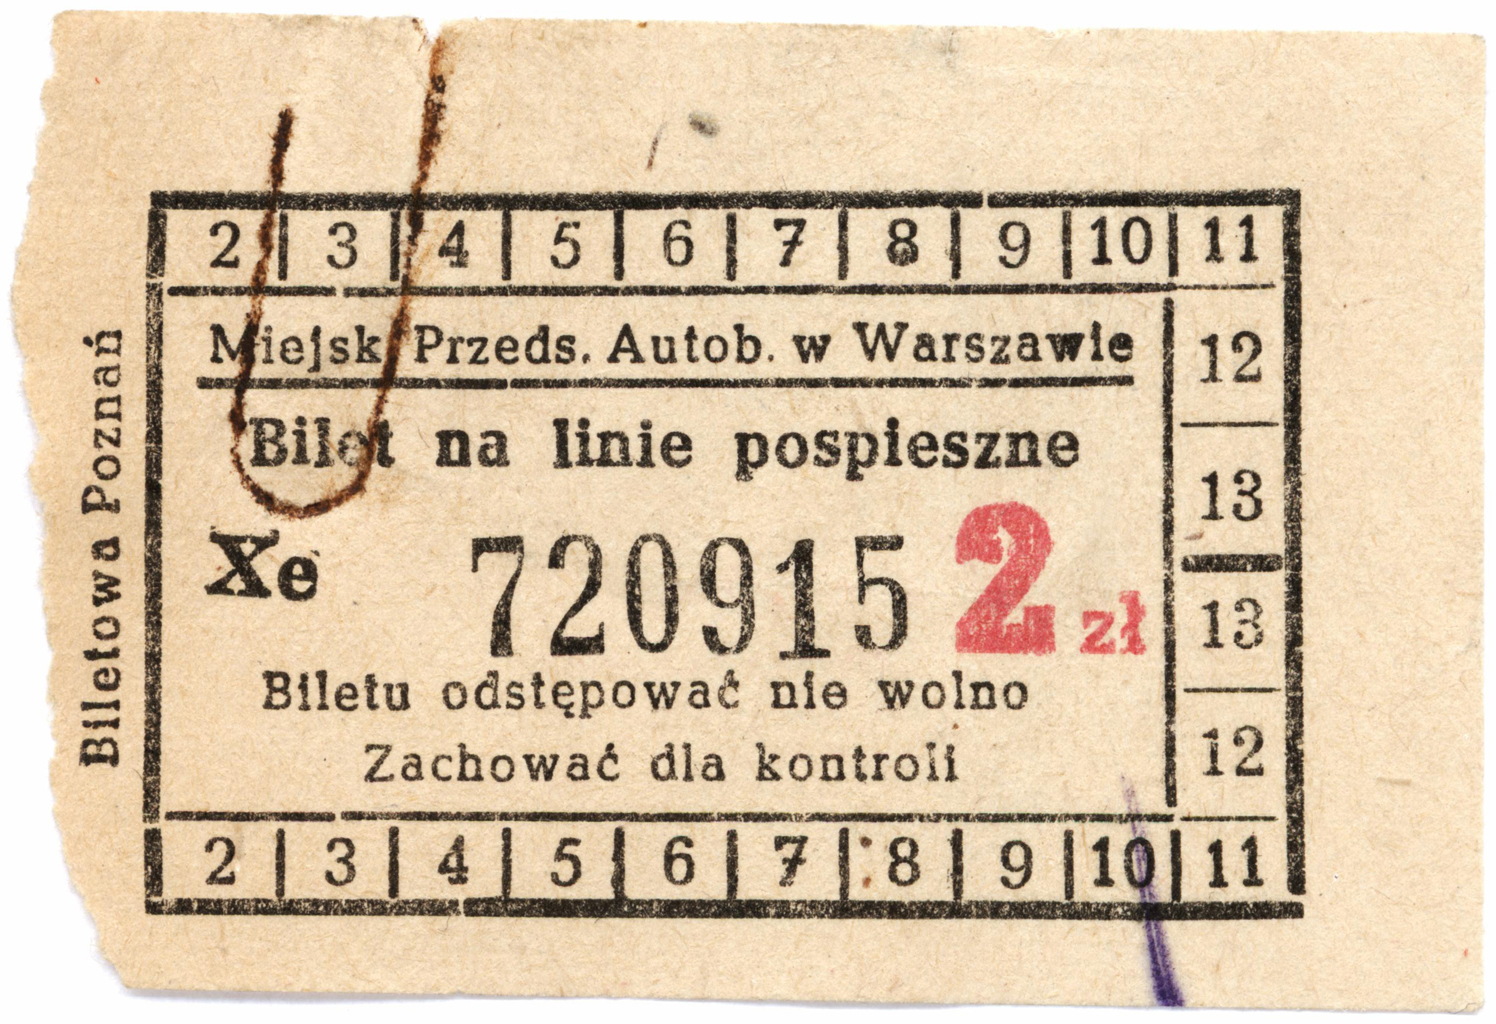 2 3 4 5 6 7 8 9 10 11
Miejsk Przeds. Autob. w Warszawie
12
Bilet na linie pospieszne
13
Xe 720915 2 zł
13
Biletu odstępować nie wolno
12
Zachować dla kontroli
2 3 4 5 6 7 8 9 10 11
Biletowa Poznań